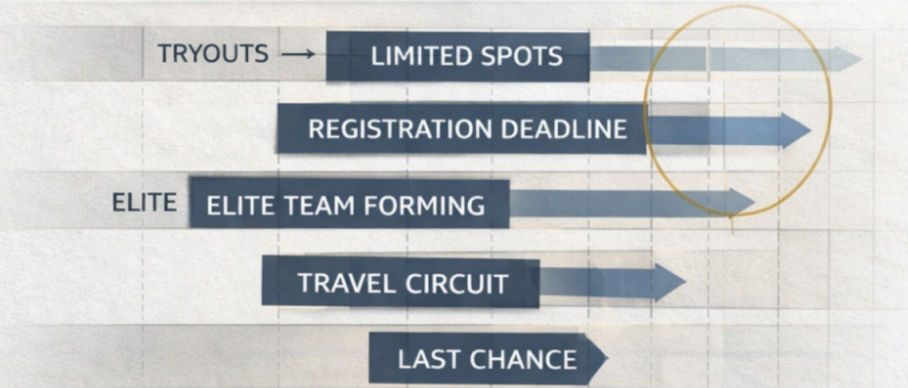 TRYOUTS → LIMITED SPOTS
REGISTRATION DEADLINE
ELITE ELITE TEAM FORMING
TRAVEL CIRCUIT
LAST CHANCE